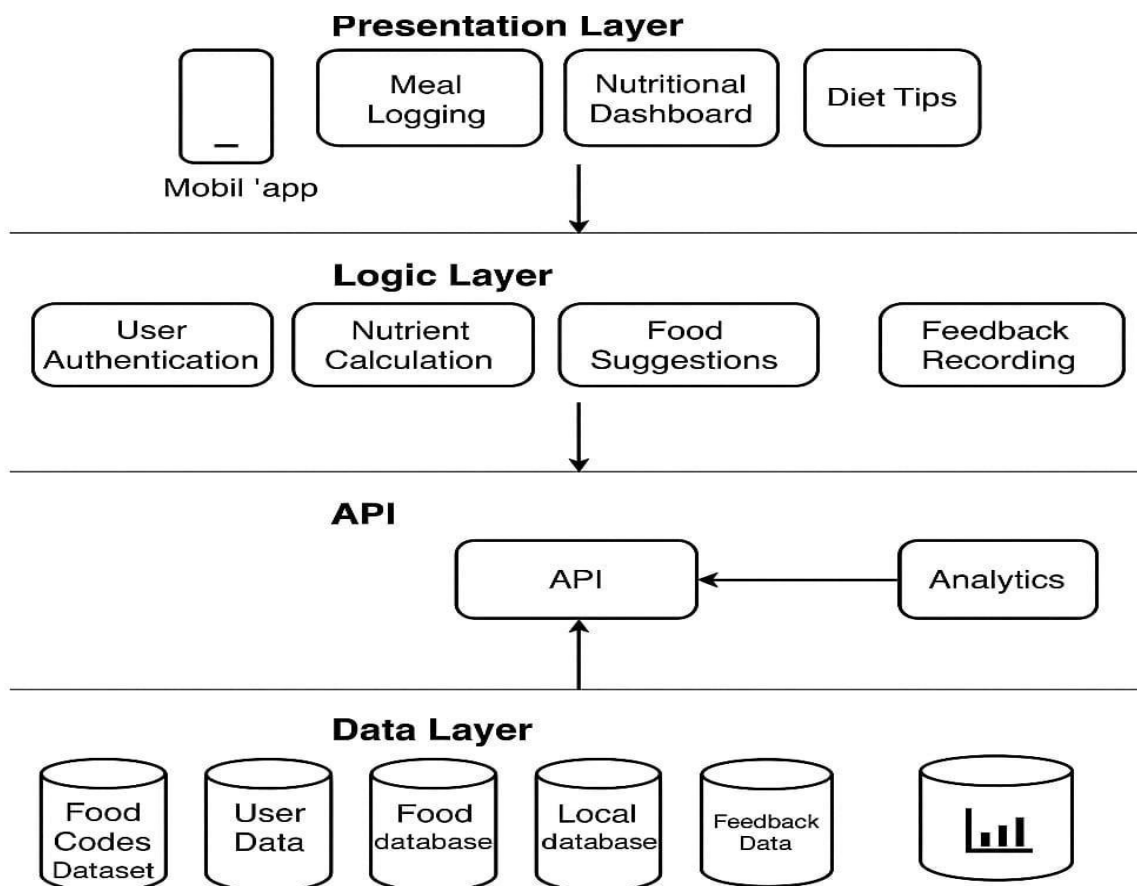 Presentation Layer
Meal
Logging
Nutritional
Dashboard
Diet Tips
Mobil 'app
Logic Layer
User
Authentication
Nutrient
Calculation
Food
Suggestions
Feedback
Recording
API
API
Analytics
Data Layer
Food
Codes
Dataset
User
Data
Food
database
Local
database
Feedback
Data